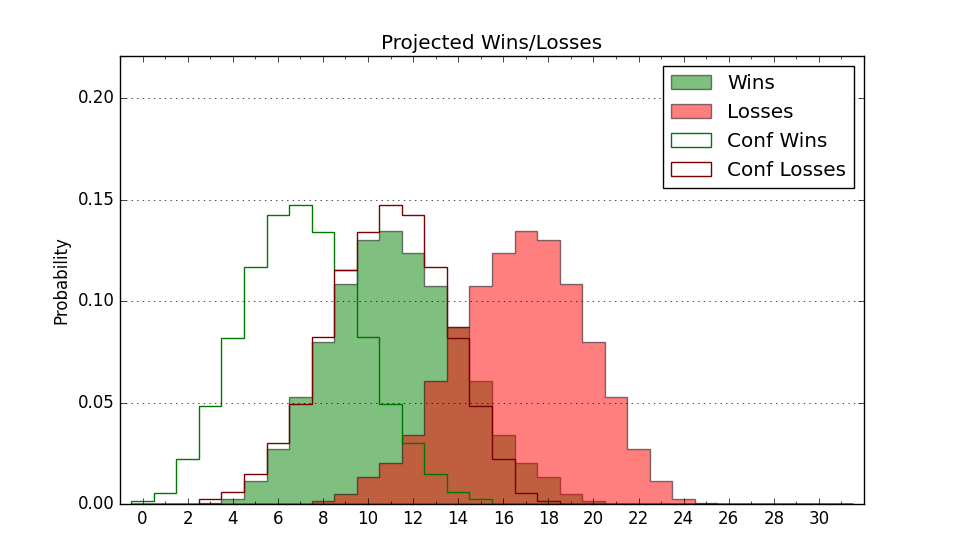 Projected Wins/Losses
Probability
0.20
0.15
0.10
0.05
0.00
Wins
Losses
Conf Wins
Conf Losses
0 2 4 6 8 10 12 14 16 18 20 22 24 26 28 30